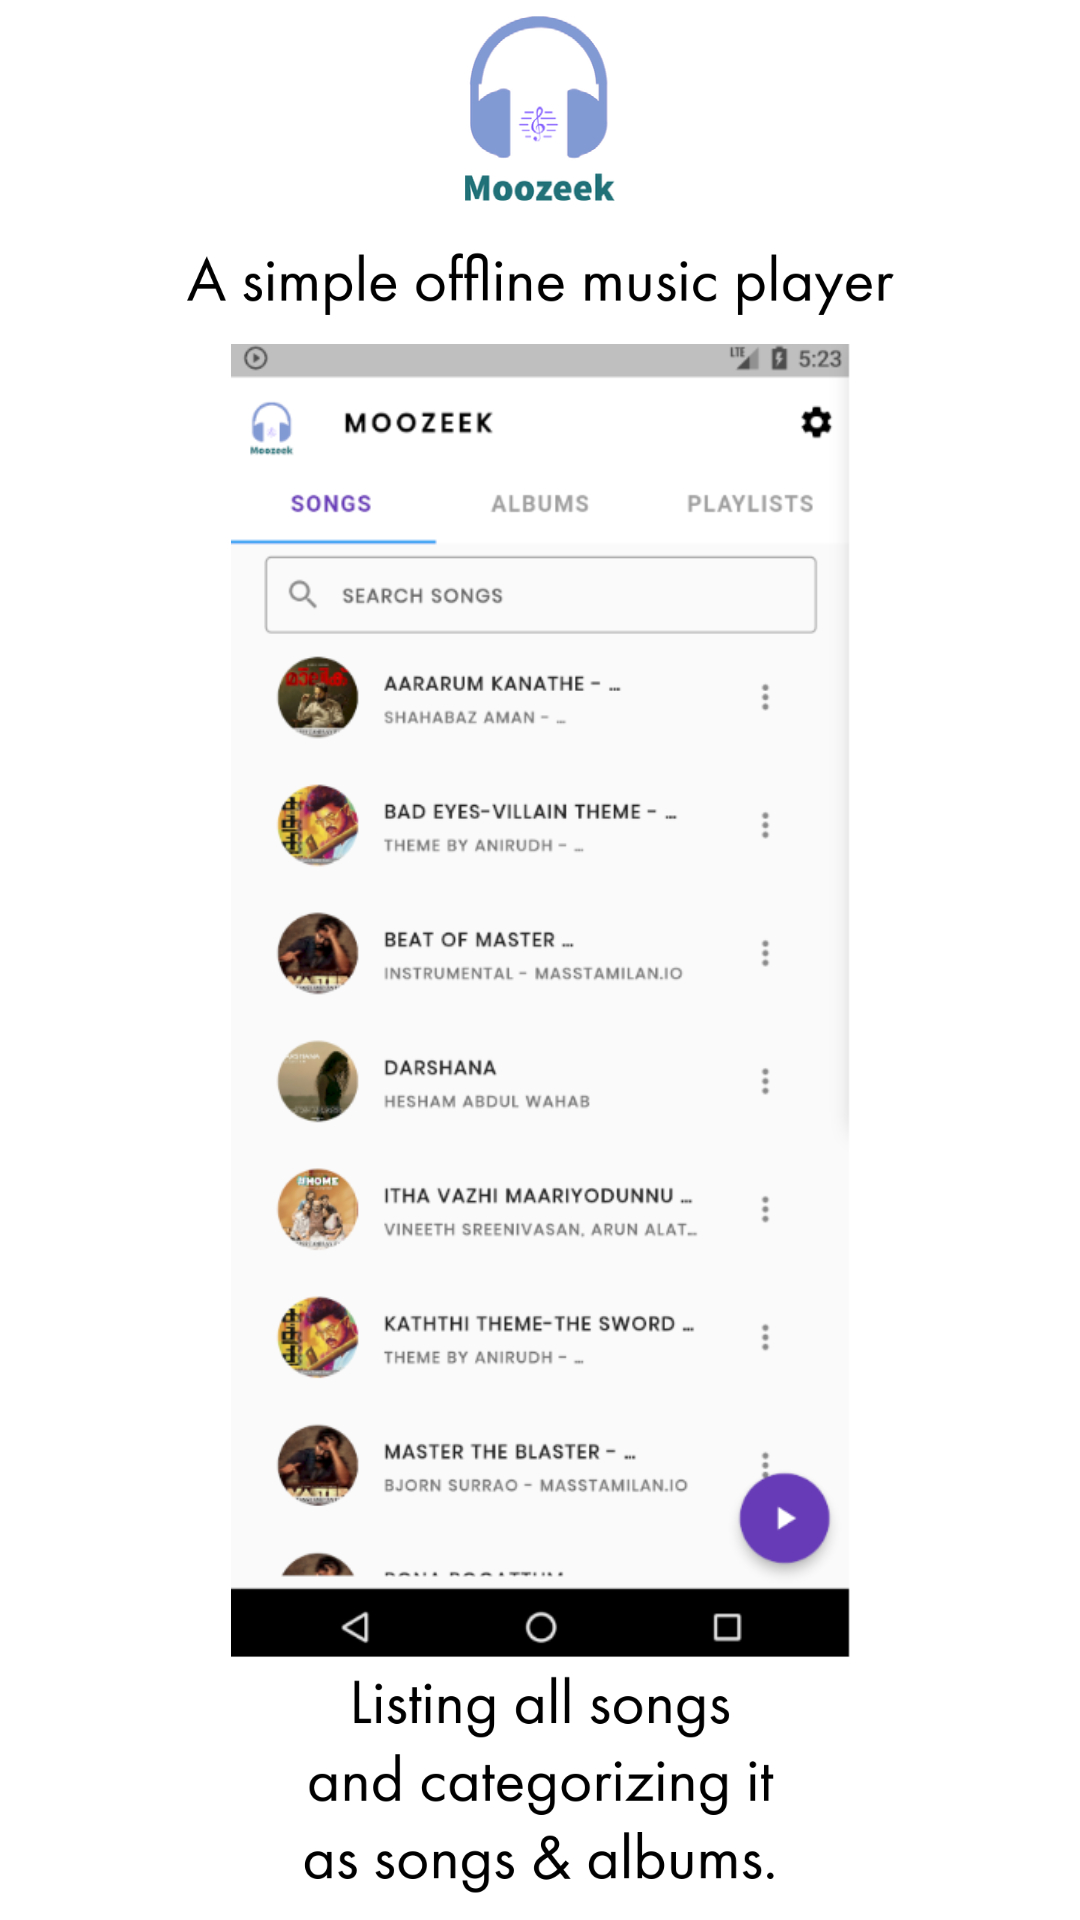 Moozeek
A simple offline music player
LTE 5:23
Moozeek
MOOZEEK
SONGS ALBUMS PLAYLISTS
SEARCH SONGS
AARARUM KANATHE - ...
SHAHABAZ AMAN - ...
BAD EYES-VILLAIN THEME - ...
THEME BY ANIRUDH - ...
BEAT OF MASTER ...
INSTRUMENTAL - MASSTAMILAN.IO
DARSHANA
HESHAM ABDUL WAHAB
#HOME
ITHA VAZHI MAARIYODUNNU ...
VINEETH SREENIVASAN, ARUN ALAT...
KATHTHI THEME-THE SWORD ...
THEME BY ANIRUDH - ...
MASTER THE BLASTER - ...
BJORN SURRAO - MASSTAMILAN.IO
Listing all songs
and categorizing it
as songs & albums.